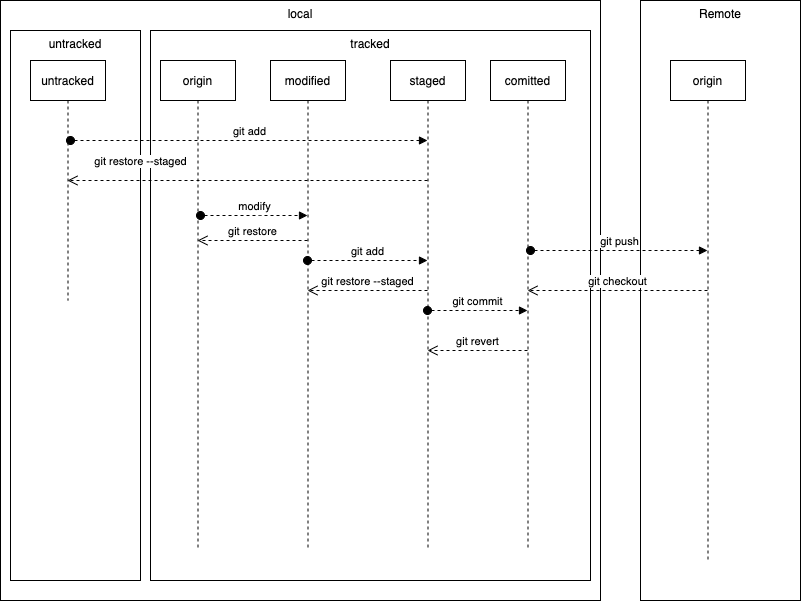 local
Remote
untracked
tracked
untracked
origin
modified
staged
comitted
origin
git add
git restore --staged
modify
git restore
git push
git add
git restore --staged
git checkout
git commit
git revert